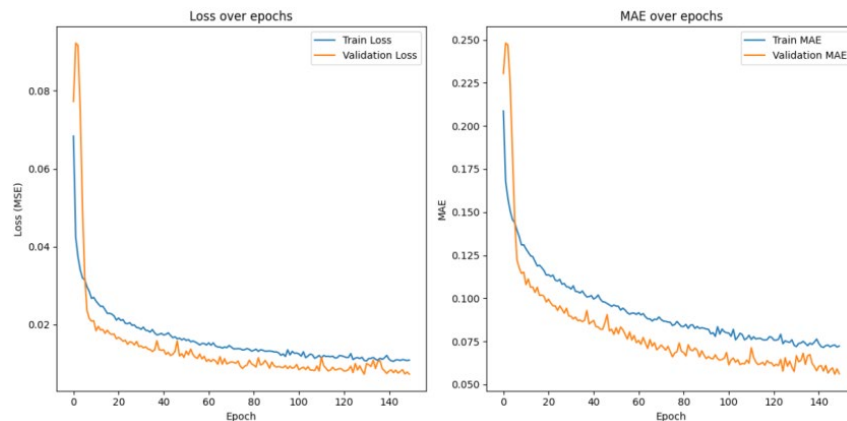 Loss over epochs
Train Loss
Validation Loss
Loss (MSE)
0.08
0.06
0.04
0.02
0 20 40 60 80 100 120 140
Epoch
MAE over epochs
Train MAE
Validation MAE
MAE
0.250
0.225
0.200
0.175
0.150
0.125
0.100
0.075
0.050
0 20 40 60 80 100 120 140
Epoch